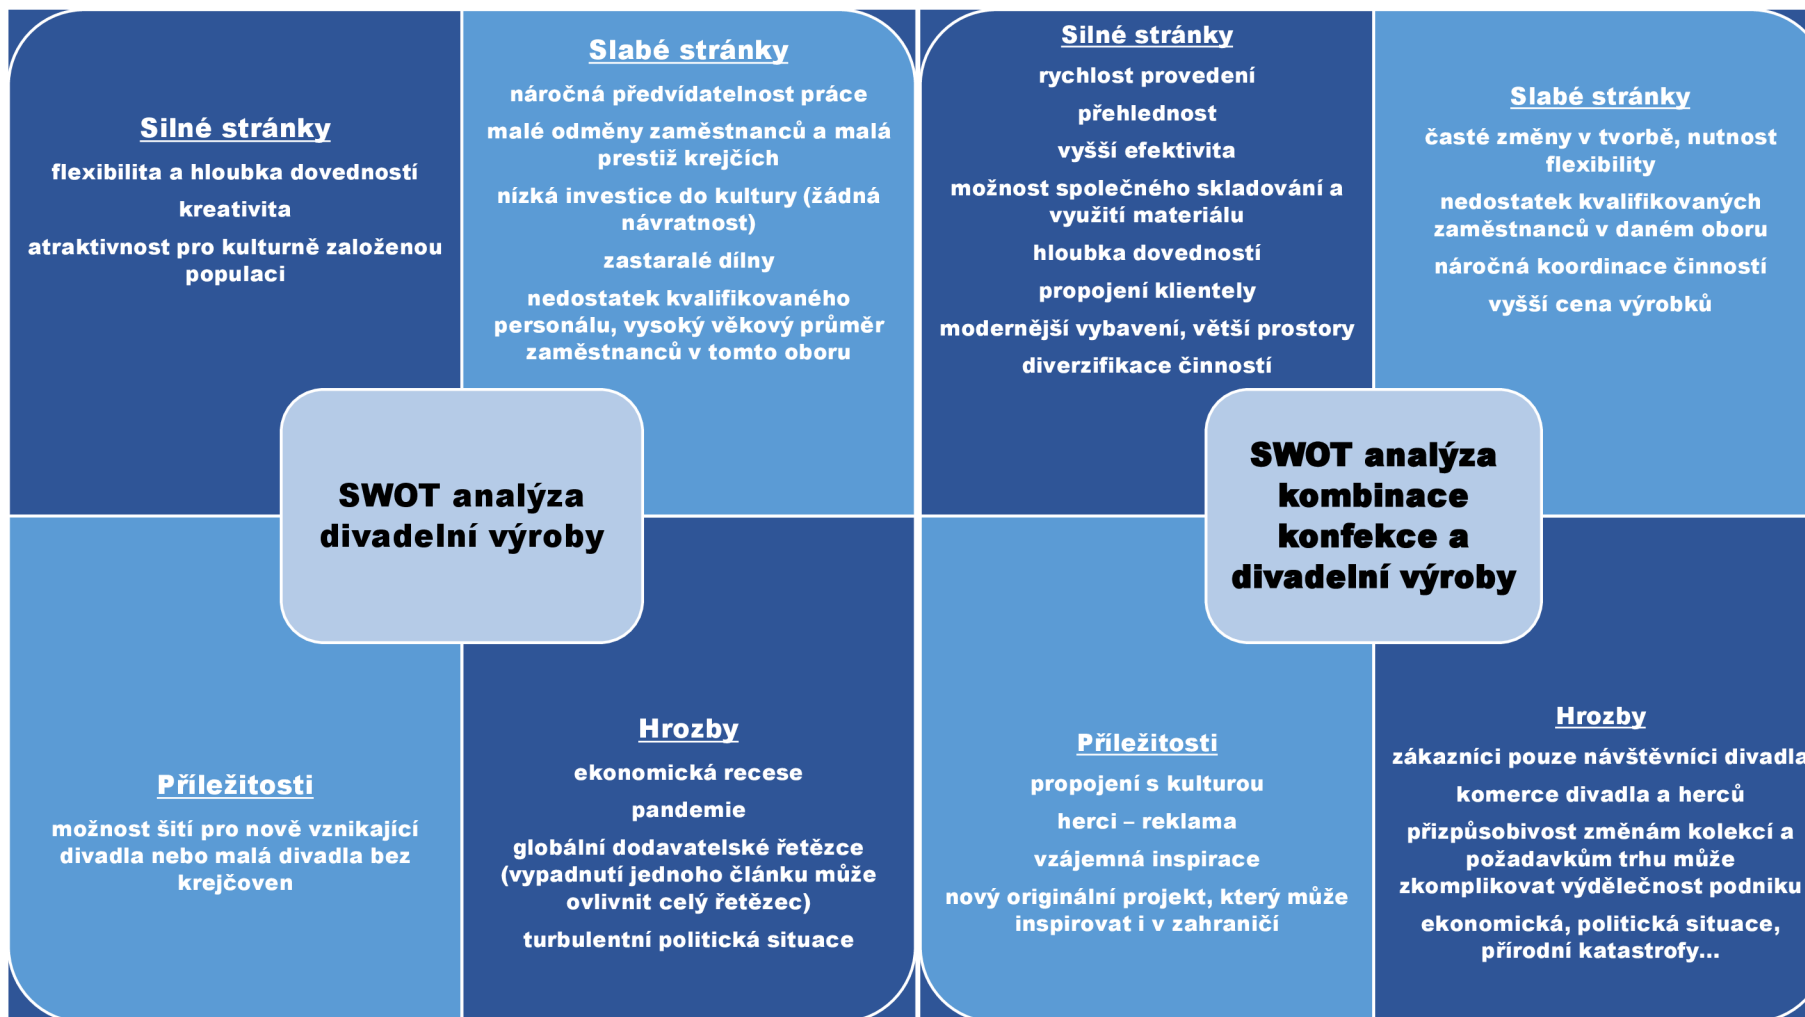 Silné stránky
flexibilita a hloubka dovedností
kreativita
atraktivnost pro kulturně založenou
populaci
Slabé stránky
náročná předvídatelnost práce
malé odměny zaměstnanců a malá
prestiž krejčích
nízká investice do kultury (žádná
návratnost)
zastaralé dílny
nedostatek kvalifikovaného
personálu, vysoký věkový průměr
zaměstnanců v tomto oboru
SWOT analýza
divadelní výroby
Příležitosti
možnost šití pro nově vznikající
divadla nebo malá divadla bez
krejčoven
Hrozby
ekonomická recese
pandemie
globální dodavatelské řetězce
(vypadnutí jednoho článku může
ovlivnit celý řetězec)
turbulentní politická situace
Silné stránky
rychlost provedení
přehlednost
vyšší efektivita
možnost společného skladování a
využití materiálu
hloubka dovedností
propojení klientely
modernější vybavení, větší prostory
diverzifikace činností
Slabé stránky
časté změny v tvorbě, nutnost
flexibility
nedostatek kvalifikovaných
zaměstnanců v daném oboru
náročná koordinace činností
vyšší cena výrobků
SWOT analýza
kombinace
konfekce a
divadelní výroby
Příležitosti
propojení s kulturou
herci – reklama
vzájemná inspirace
nový originální projekt, který může
inspirovat i v zahraničí
Hrozby
zákazníci pouze návštěvníci divadla
komerce divadla a herců
přizpůsobivost změnám kolekcí a
požadavkům trhu může
zkomplikovat výdělečnost podniku
ekonomická, politická situace,
přírodní katastrofy...